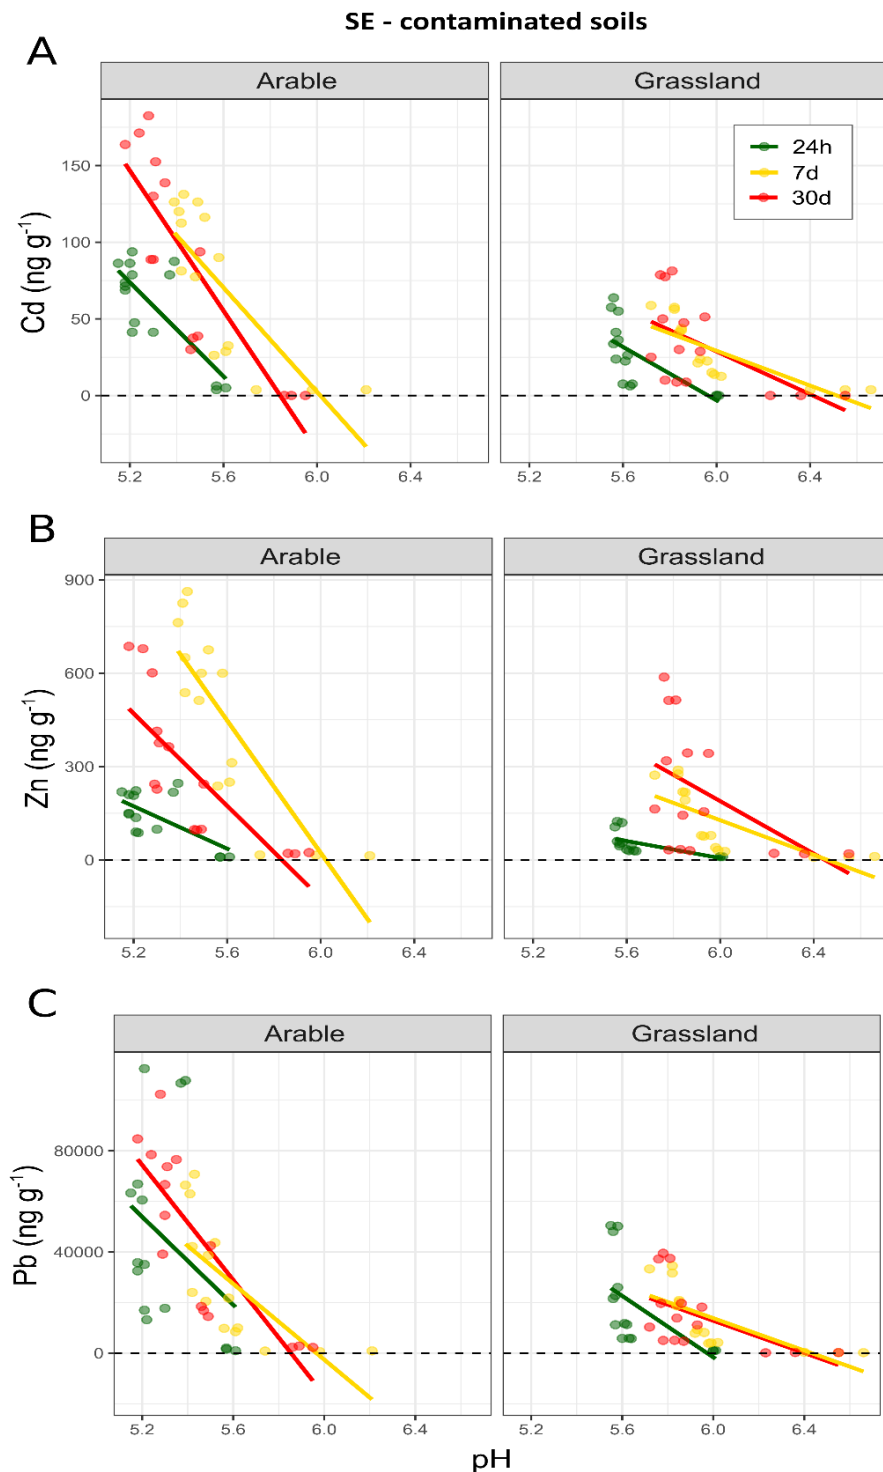 SE - contaminated soils
A
Arable Grassland
Cd (ng g⁻¹)
150
100
50
0
24h
7d
30d
5.2 5.6 6.0 6.4 5.2 5.6 6.0 6.4
B
Arable Grassland
Zn (ng g⁻¹)
900
600
300
0
5.2 5.6 6.0 6.4 5.2 5.6 6.0 6.4
C
Arable Grassland
Pb (ng g⁻¹)
80000
40000
0
5.2 5.6 6.0 6.4 5.2 5.6 6.0 6.4
pH